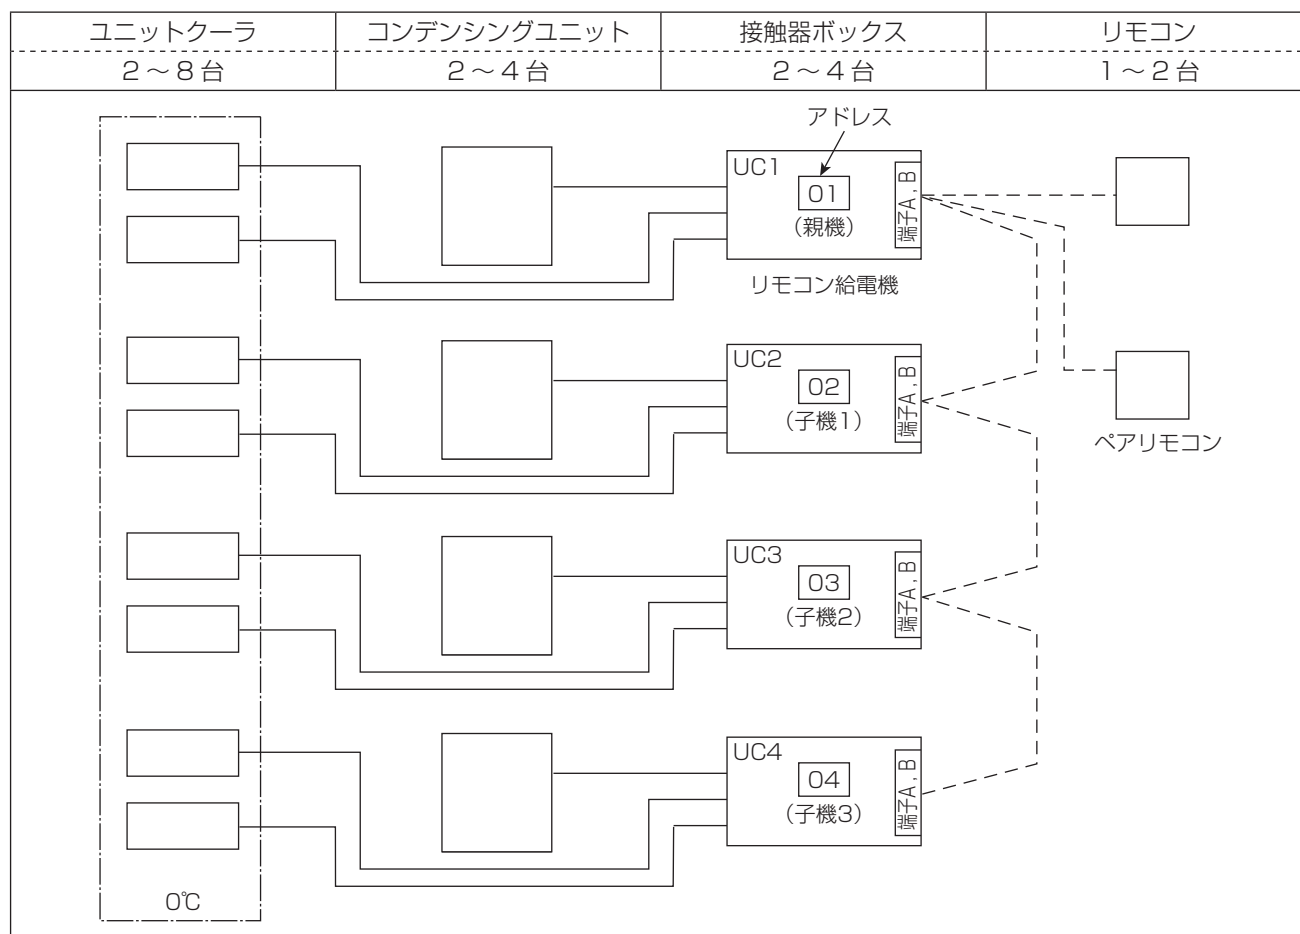 ユニットクーラ
コンデンシングユニット
接触器ボックス
リモコン
2～8台
2～4台
2～4台
1～2台
アドレス
UC1
01
(親機)
端子A, B
リモコン給電機
UC2
02
(子機1)
端子A, B
ペアリモコン
UC3
03
(子機2)
端子A, B
UC4
04
(子機3)
端子A, B
0℃